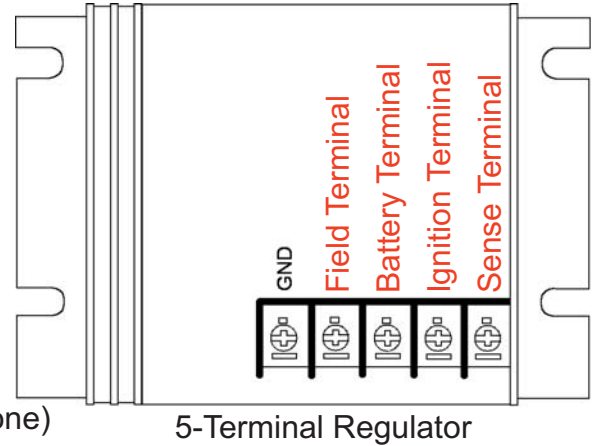 GND
Field Terminal
Battery Terminal
Ignition Terminal
Sense Terminal
one)
5-Terminal Regulator